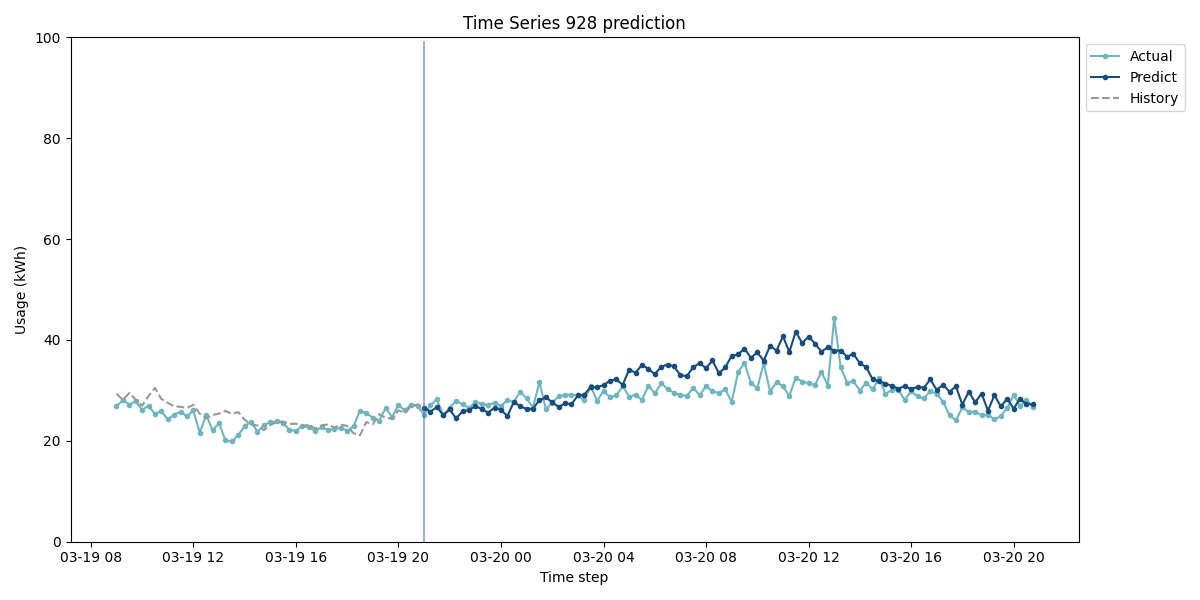 Time Series 928 prediction
100
80
60
40
20
0
Usage (kWh)
03-19 08
03-19 12
03-19 16
03-19 20
03-20 00
03-20 04
03-20 08
03-20 12
03-20 16
03-20 20
Time step
Actual
Predict
History